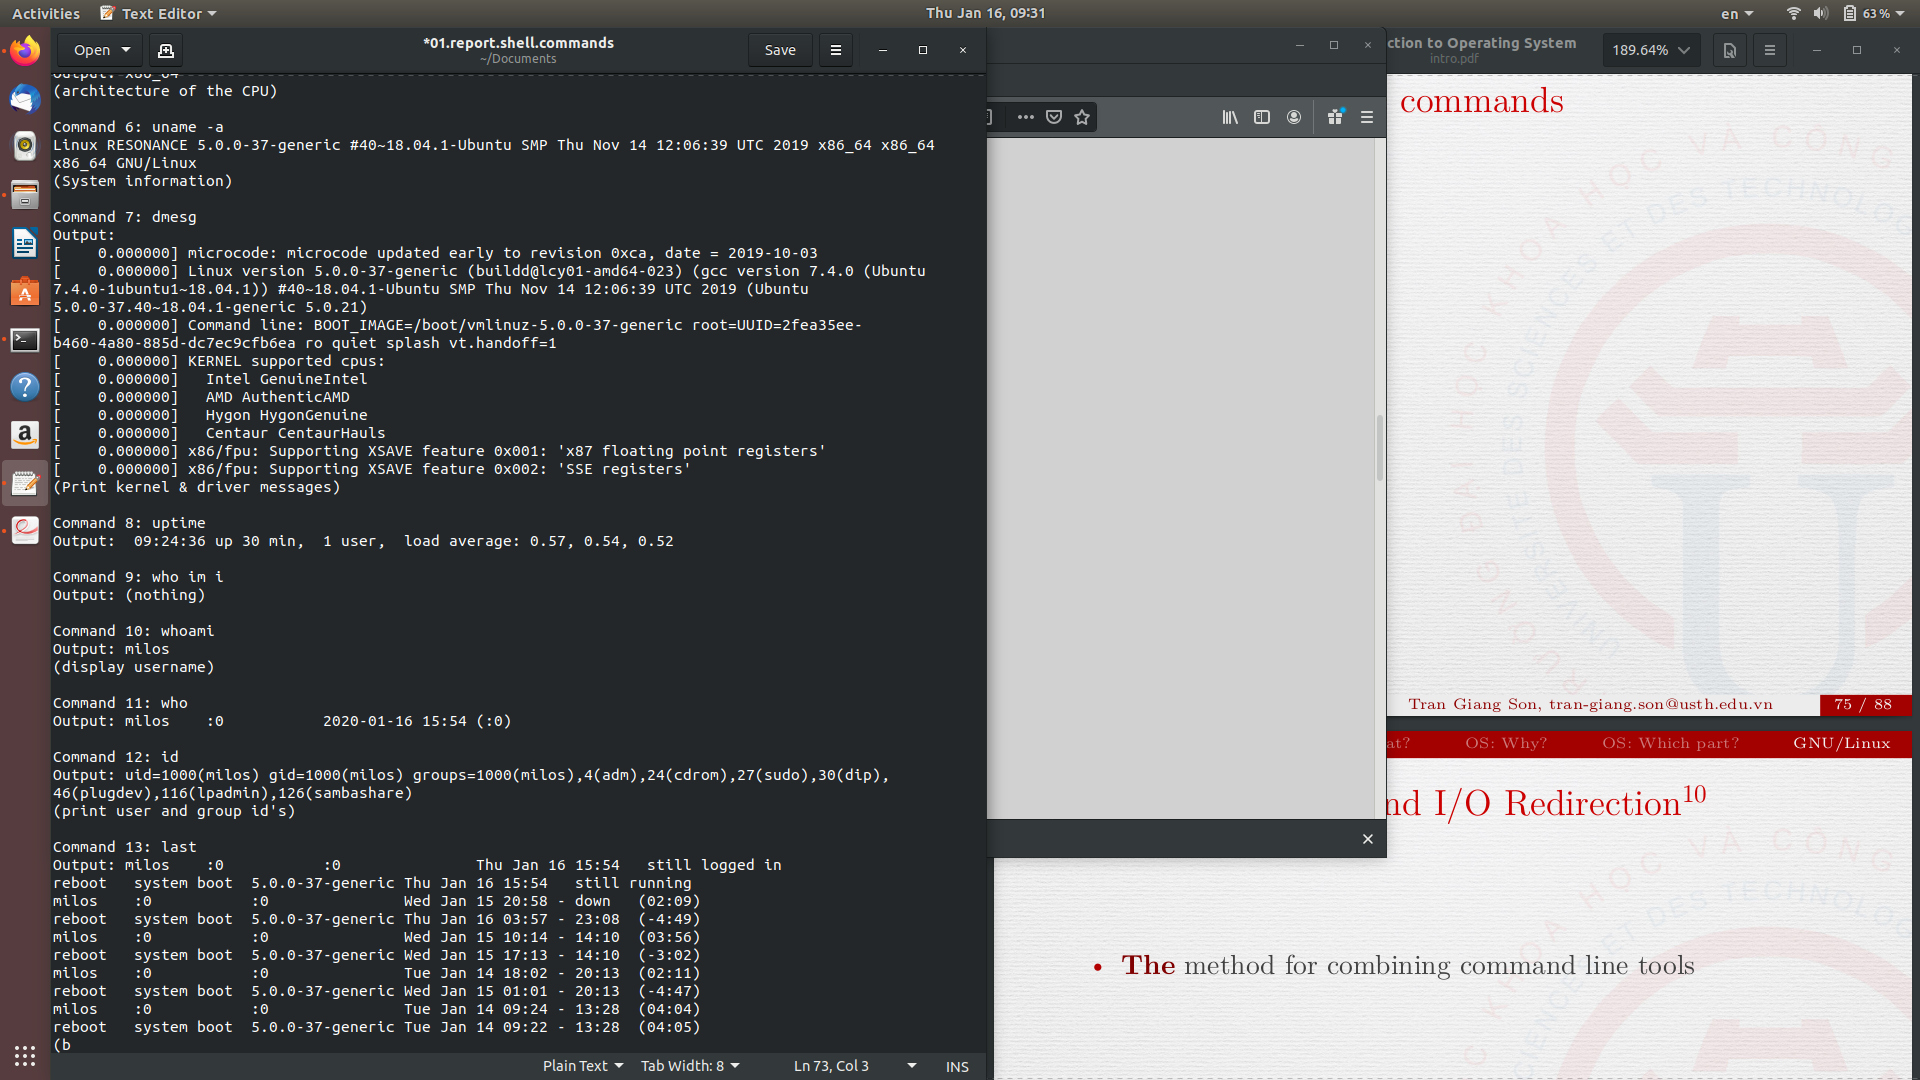 Activities
Text Editor
Thu Jan 16, 09:31
en
63 %
Open
*01.report.shell.commands
~/Documents
Save
Output: x86_64
(architecture of the CPU)
Command 6: uname -a
Linux RESONANCE 5.0.0-37-generic #40~18.04.1-Ubuntu SMP Thu Nov 14 12:06:39 UTC 2019 x86_64 x86_64
x86_64 GNU/Linux
(System information)
Command 7: dmesg
Output:
[    0.000000] microcode: microcode updated early to revision 0xca, date = 2019-10-03
[    0.000000] Linux version 5.0.0-37-generic (buildd@lcy01-amd64-023) (gcc version 7.4.0 (Ubuntu
7.4.0-1ubuntu1~18.04.1)) #40~18.04.1-Ubuntu SMP Thu Nov 14 12:06:39 UTC 2019 (Ubuntu
5.0.0-37.40~18.04.1-generic 5.0.21)
[    0.000000] Command line: BOOT_IMAGE=/boot/vmlinuz-5.0.0-37-generic root=UUID=2fea35ee-
b460-4a80-885d-dc7ec9cfb6ea ro quiet splash vt.handoff=1
[    0.000000] KERNEL supported cpus:
[    0.000000]   Intel GenuineIntel
[    0.000000]   AMD AuthenticAMD
[    0.000000]   Hygon HygonGenuine
[    0.000000]   Centaur CentaurHauls
[    0.000000] x86/fpu: Supporting XSAVE feature 0x001: 'x87 floating point registers'
[    0.000000] x86/fpu: Supporting XSAVE feature 0x002: 'SSE registers'
(Print kernel & driver messages)
Command 8: uptime
Output:  09:24:36 up 30 min,  1 user,  load average: 0.57, 0.54, 0.52
Command 9: who im i
Output: (nothing)
Command 10: whoami
Output: milos
(display username)
Command 11: who
Output: milos    :0           2020-01-16 15:54 (:0)
Command 12: id
Output: uid=1000(milos) gid=1000(milos) groups=1000(milos),4(adm),24(cdrom),27(sudo),30(dip),
46(plugdev),116(lpadmin),126(sambashare)
(print user and group id's)
Command 13: last
Output: milos    :0           :0               Thu Jan 16 15:54   still logged in
reboot   system boot  5.0.0-37-generic Thu Jan 16 15:54   still running
milos    :0           :0               Wed Jan 15 20:58 - down   (02:09)
reboot   system boot  5.0.0-37-generic Thu Jan 16 03:57 - 23:08  (-4:49)
milos    :0           :0               Wed Jan 15 10:14 - 14:10  (03:56)
reboot   system boot  5.0.0-37-generic Wed Jan 15 17:13 - 14:10  (-3:02)
milos    :0           :0               Tue Jan 14 18:02 - 20:13  (02:11)
reboot   system boot  5.0.0-37-generic Wed Jan 15 01:01 - 20:13  (-4:47)
milos    :0           :0               Tue Jan 14 09:24 - 13:28  (04:04)
reboot   system boot  5.0.0-37-generic Tue Jan 14 09:22 - 13:28  (04:05)
(b
Plain Text
Tab Width: 8
Ln 73, Col 3
INS
ction to Operating System
intro.pdf
189.64%
commands
Tran Giang Son, tran-giang.son@usth.edu.vn
75 / 88
at?
OS: Why?
OS: Which part?
GNU/Linux
nd I/O Redirection10
• The method for combining command line tools